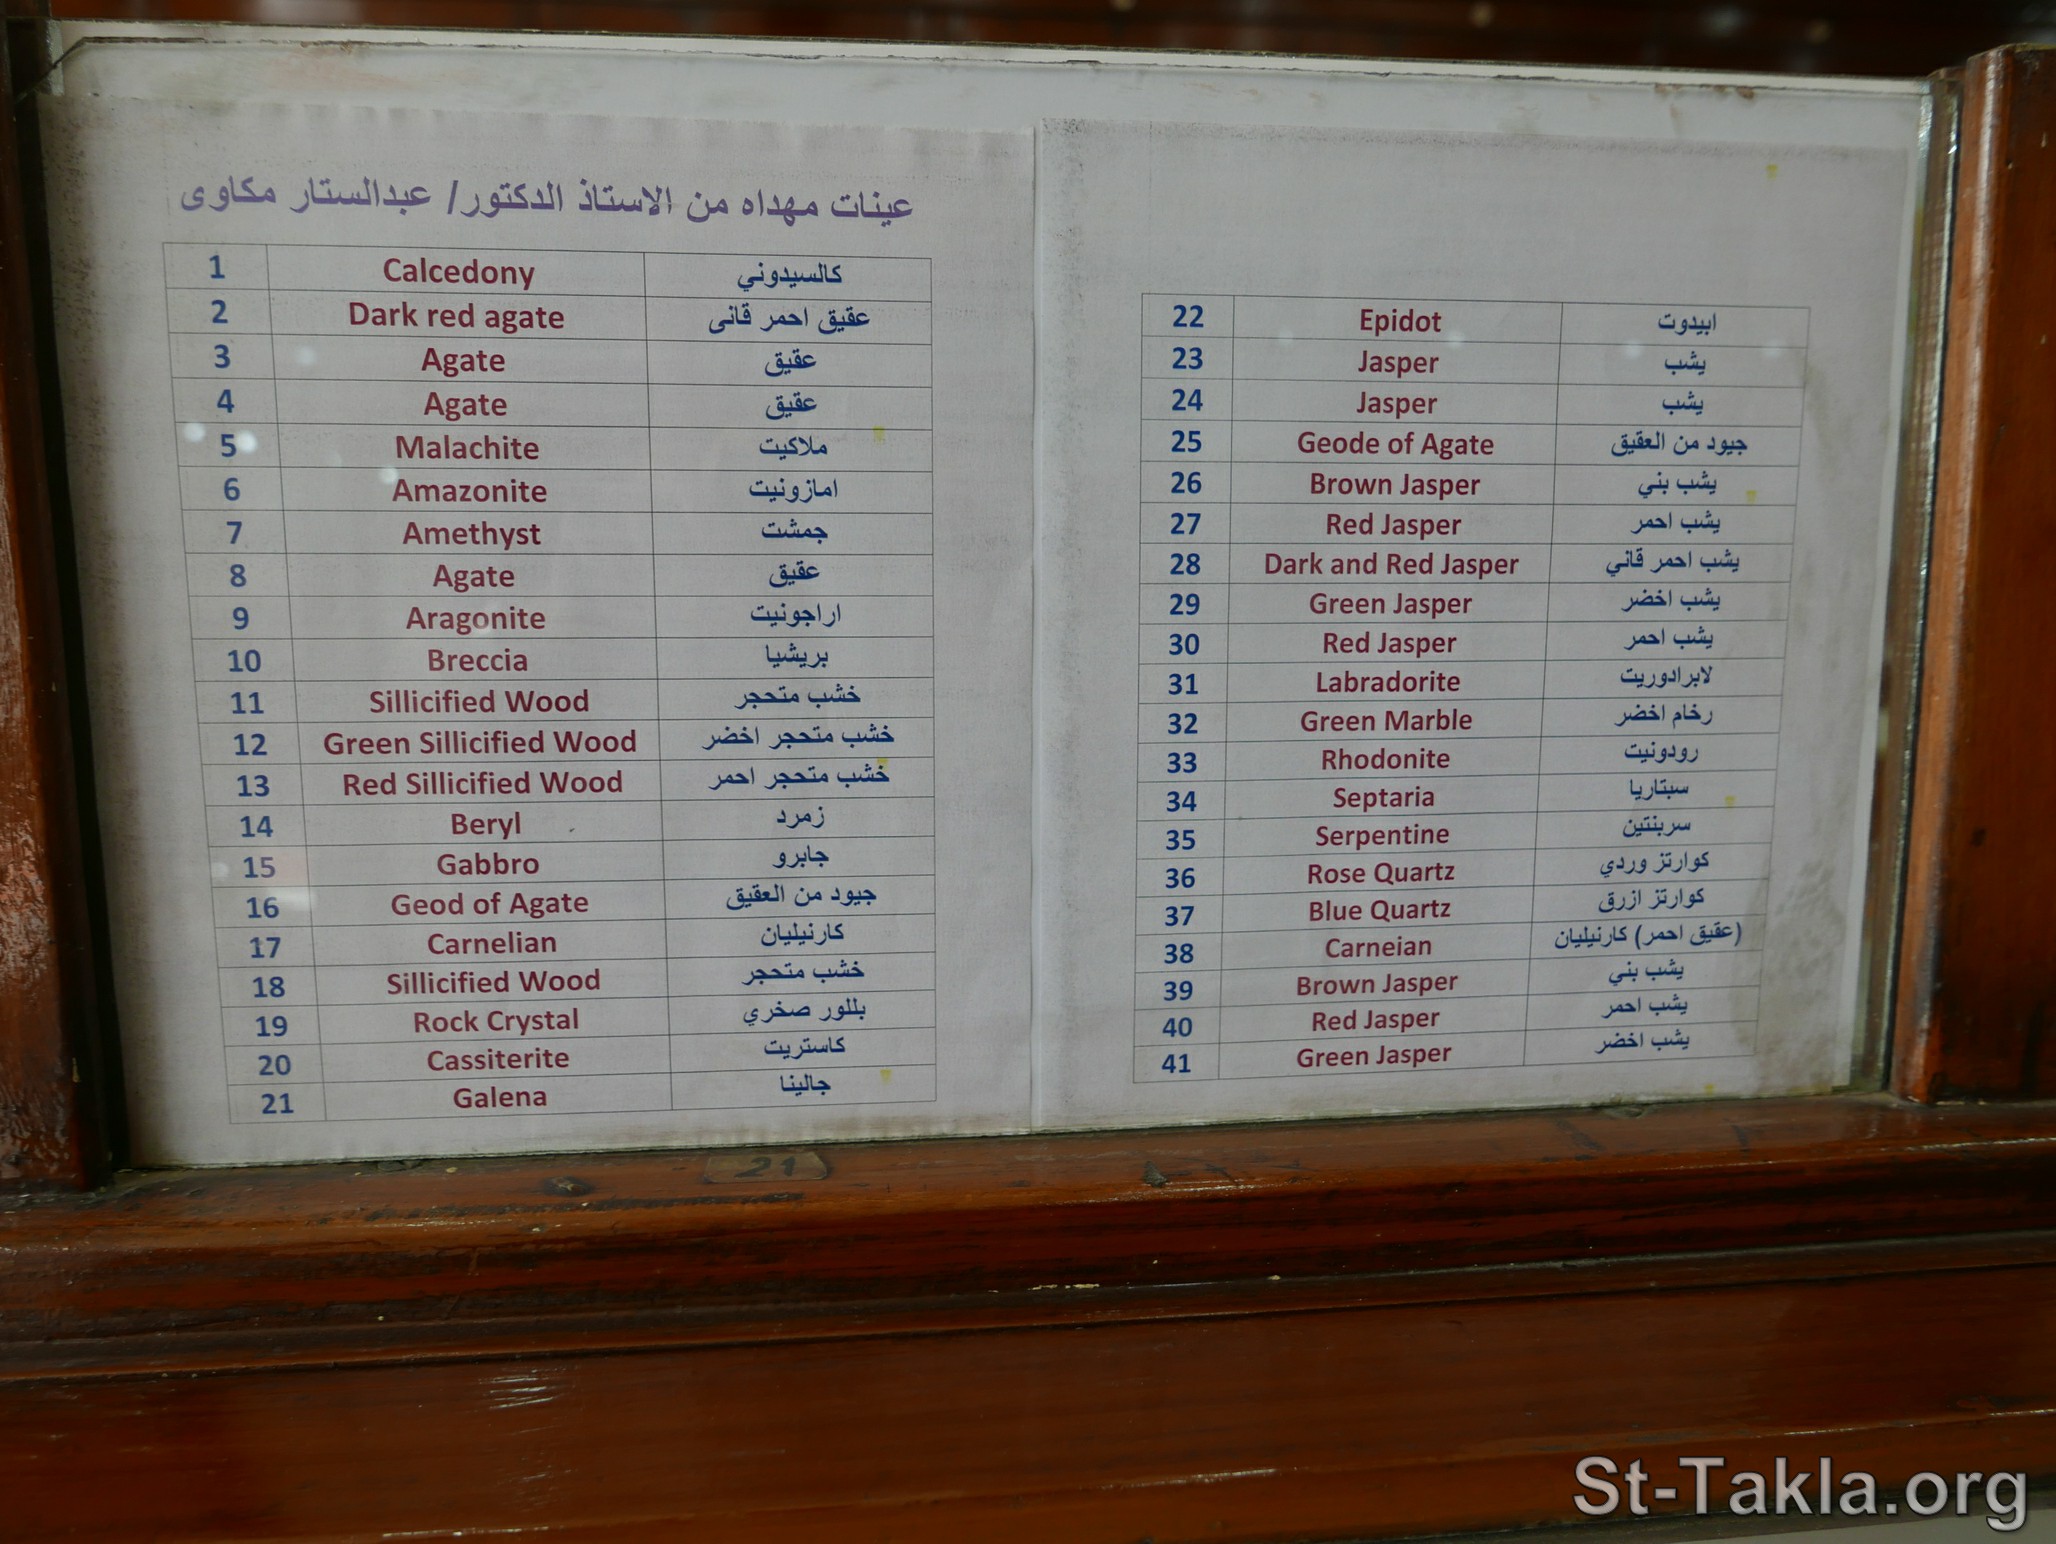 عينات مهداه من الاستاذ الدكتور/ عبدالستار مكاوى
1 Calcedony كالسيدوني
2 Dark red agate عقيق احمر قانى
3 Agate عقيق
4 Agate عقيق
5 Malachite ملاكيت
6 Amazonite امازونيت
7 Amethyst جمشت
8 Agate عقيق
9 Aragonite اراجونيت
10 Breccia بريشيا
11 Sillicified Wood خشب متحجر
12 Green Sillicified Wood خشب متحجر اخضر
13 Red Sillicified Wood خشب متحجر احمر
14 Beryl زمرد
15 Gabbro جابرو
16 Geod of Agate جيود من العقيق
17 Carnelian كارنيليان
18 Sillicified Wood خشب متحجر
19 Rock Crystal بللور صخري
20 Cassiterite كاستريت
21 Galena جالينا
22 Epidot ابيدوت
23 Jasper يشب
24 Jasper يشب
25 Geode of Agate جيود من العقيق
26 Brown Jasper يشب بني
27 Red Jasper يشب احمر
28 Dark and Red Jasper يشب احمر قاني
29 Green Jasper يشب اخضر
30 Red Jasper يشب احمر
31 Labradorite لابرادوريت
32 Green Marble رخام اخضر
33 Rhodonite رودونيت
34 Septaria سبتاريا
35 Serpentine سربنتين
36 Rose Quartz كوارتز وردي
37 Blue Quartz كوارتز ازرق
38 Carneian كارنيليان (عقيق احمر)
39 Brown Jasper يشب بني
40 Red Jasper يشب احمر
41 Green Jasper يشب اخضر
21
St-Takla.org